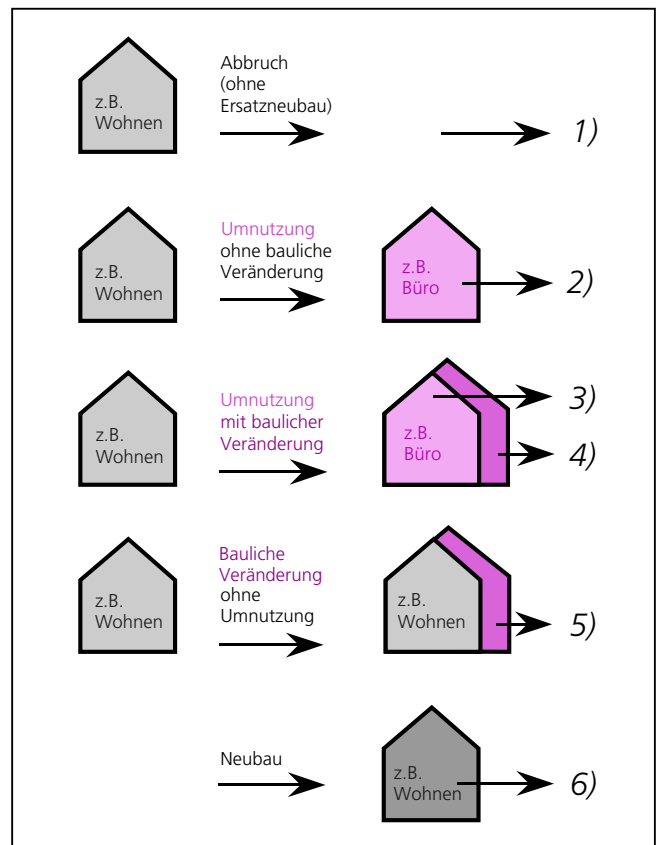 Abbruch
(ohne
Ersatzneubau)
z.B.
Wohnen
1)
Umnutzung
ohne bauliche
Veränderung
z.B.
Wohnen
z.B.
Büro
2)
Umnutzung
mit baulicher
Veränderung
z.B.
Wohnen
z.B.
Büro
3)
4)
Bauliche
Veränderung
ohne
Umnutzung
z.B.
Wohnen
z.B.
Wohnen
5)
Neubau
z.B.
Wohnen
6)